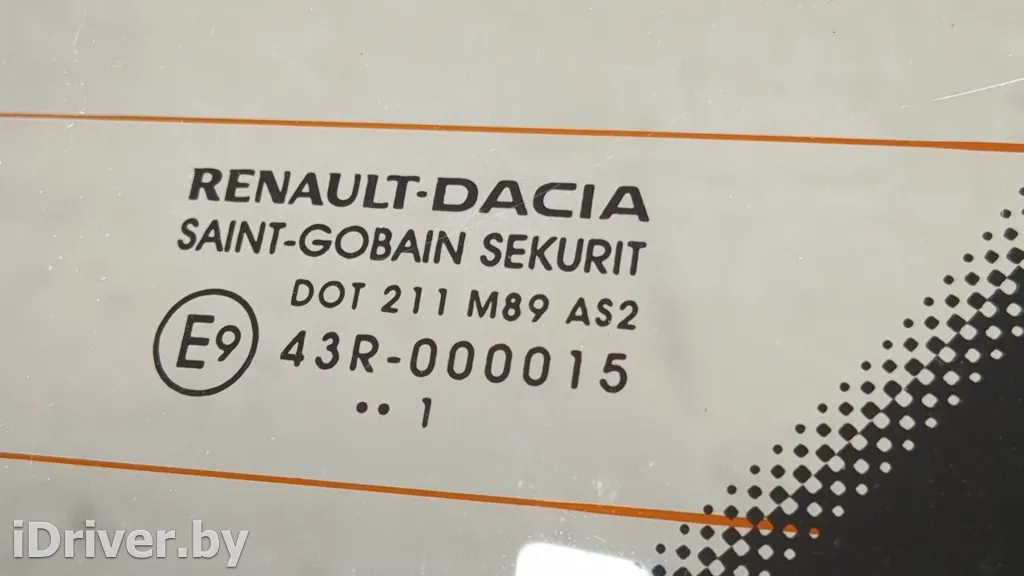 RENAULT·DACIA
SAINT-GOBAIN SEKURIT
DOT 211 M89 AS2
E9 43R-000015
·· 1
iDriver.by